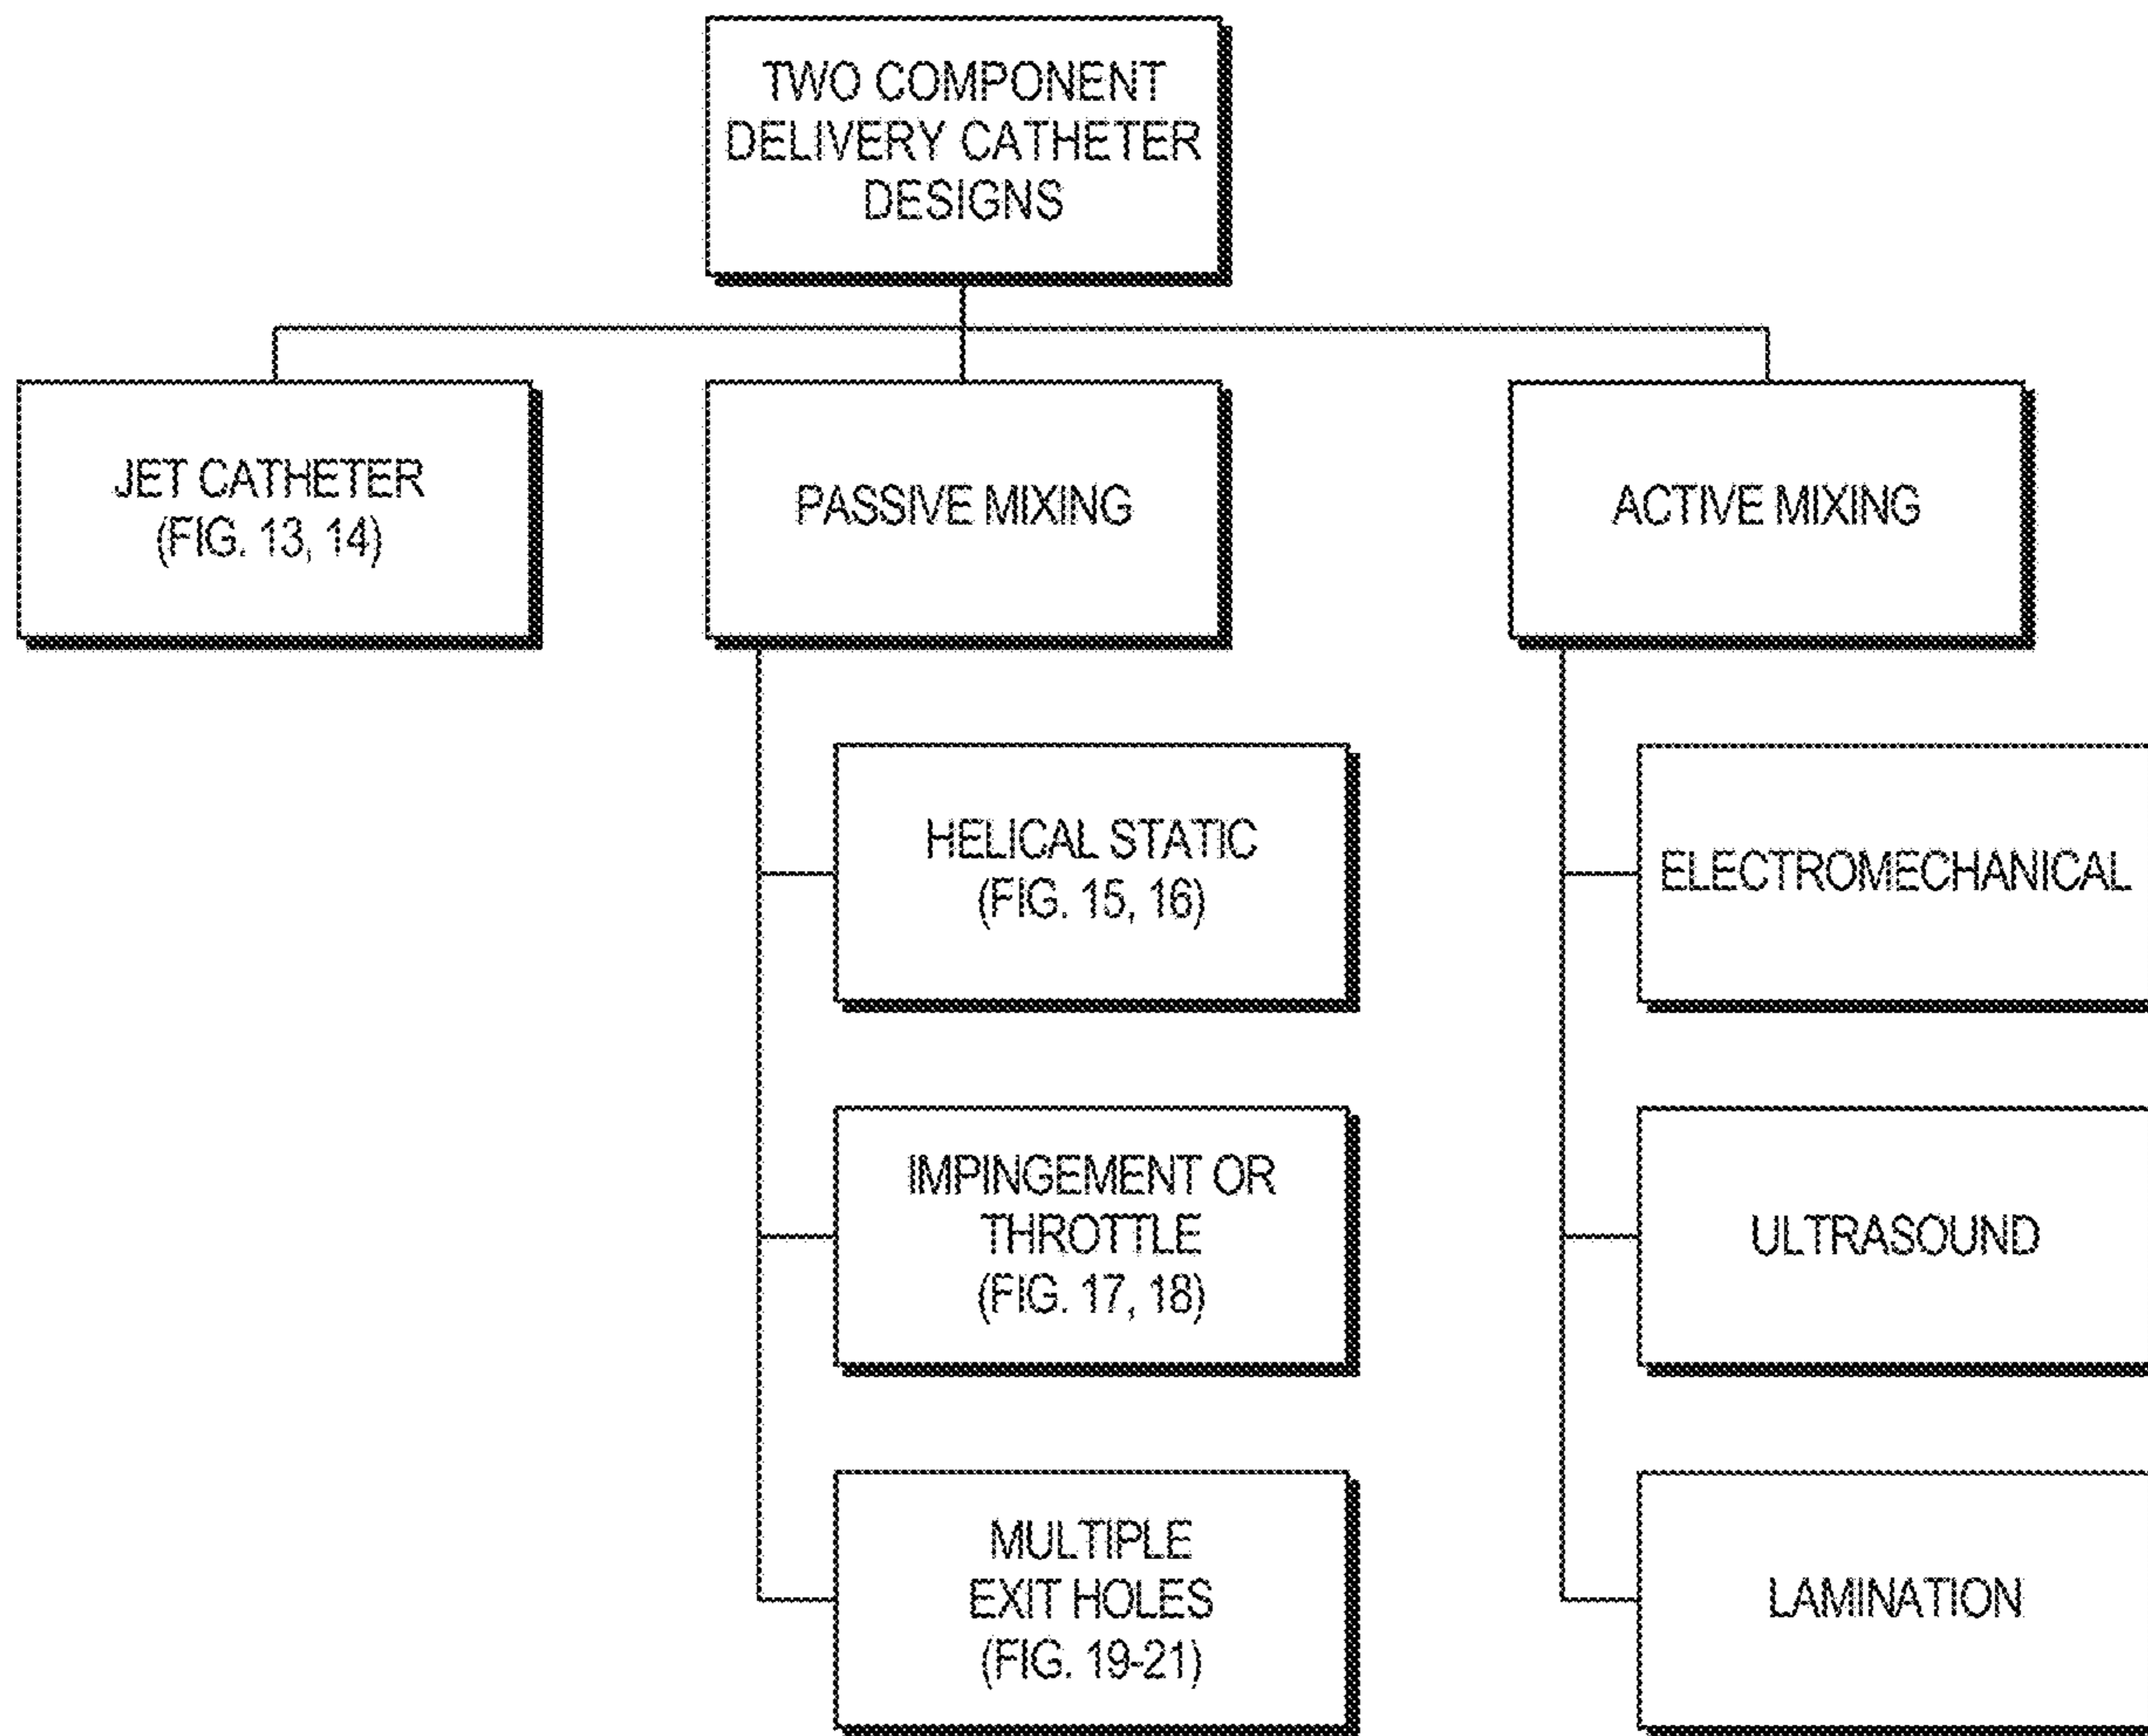 TWO COMPONENT
DELIVERY CATHETER
DESIGNS
JET CATHETER
(FIG. 13, 14)
PASSIVE MIXING
ACTIVE MIXING
HELICAL STATIC
(FIG. 15, 16)
ELECTROMECHANICAL
IMPINGEMENT OR
THROTTLE
(FIG. 17, 18)
ULTRASOUND
MULTIPLE
EXIT HOLES
(FIG. 19-21)
LAMINATION